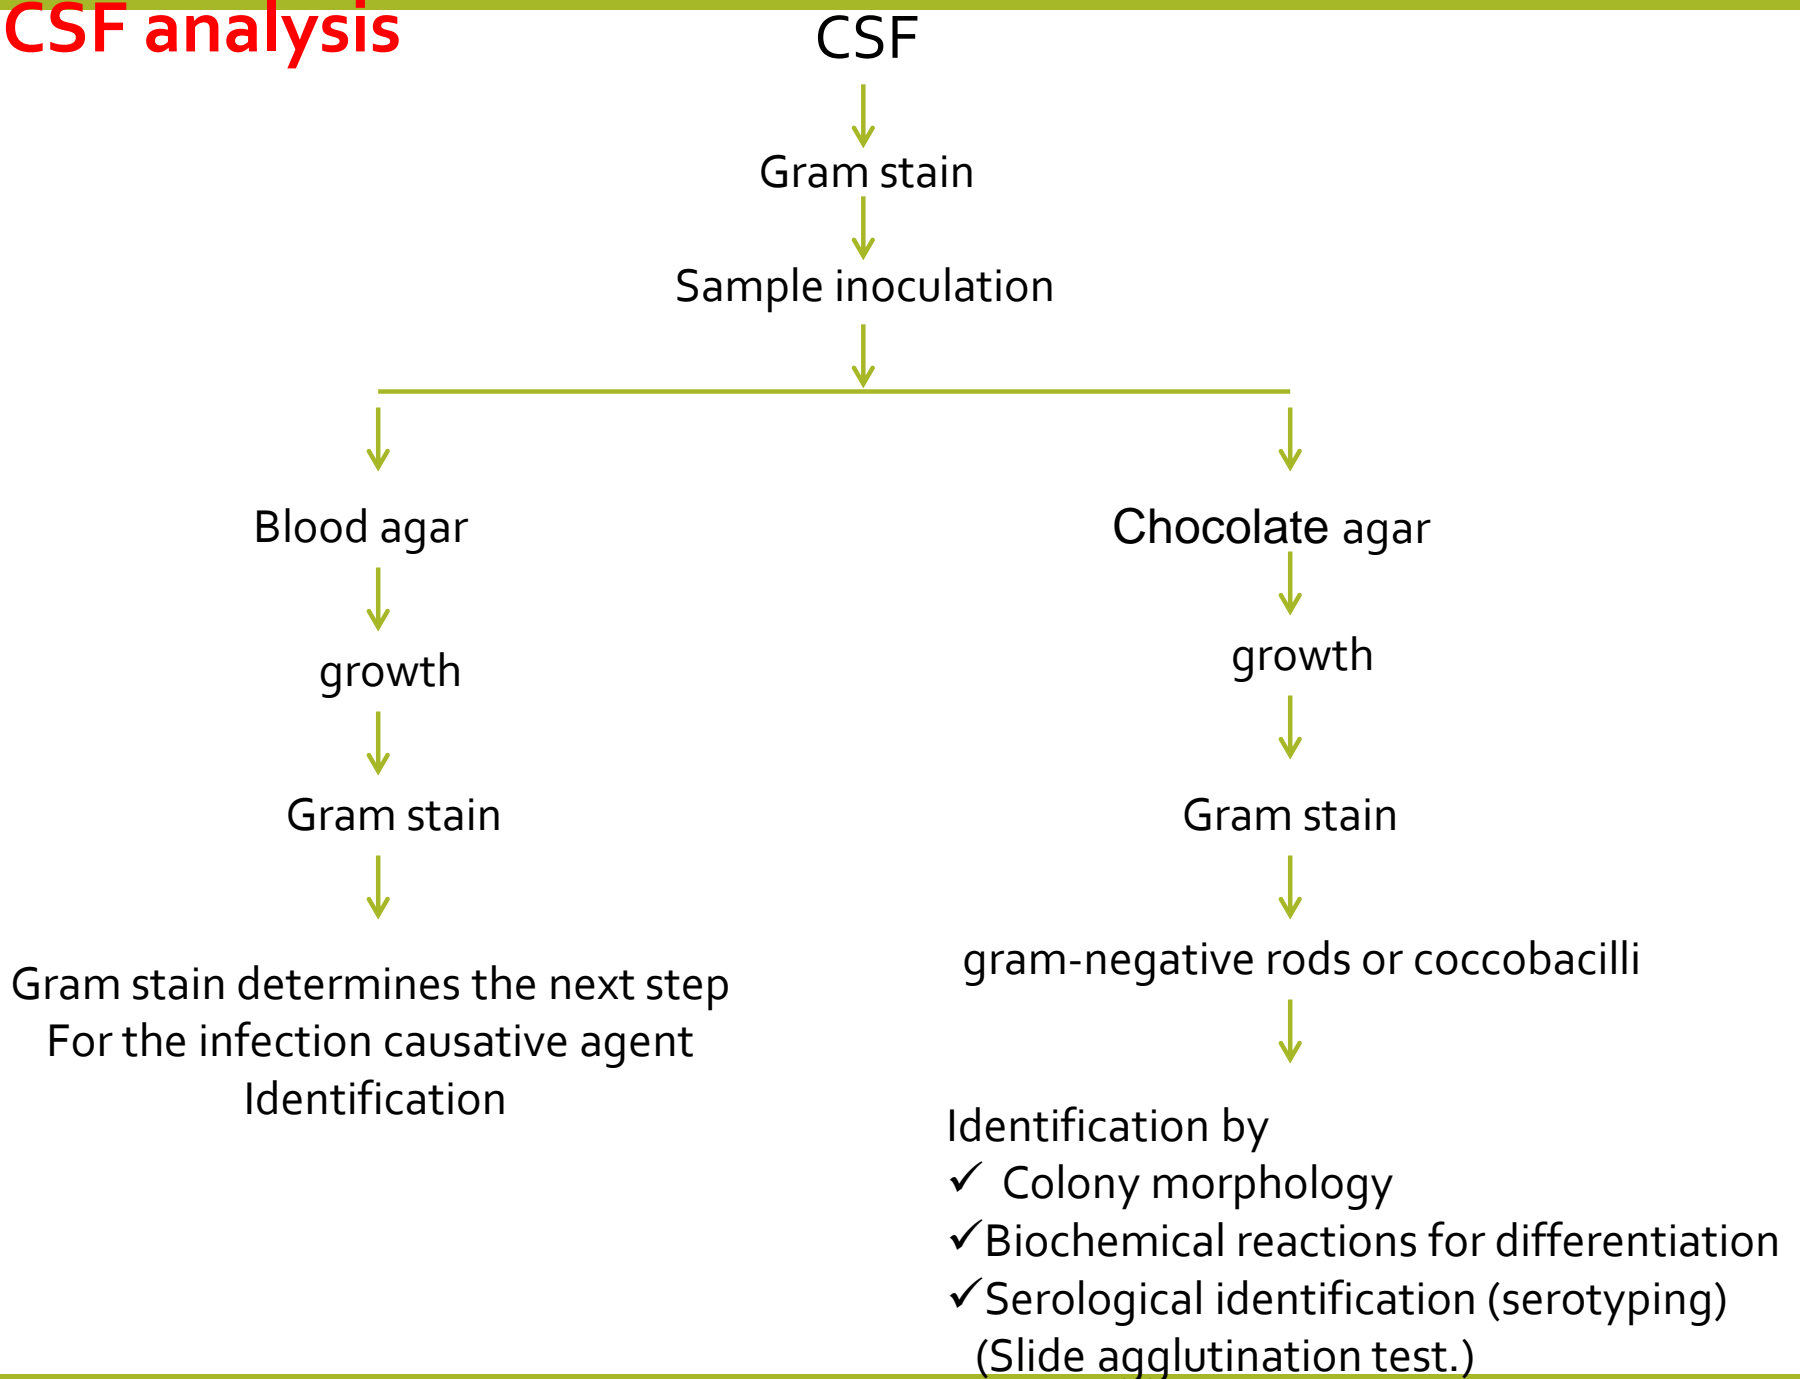 CSF analysis
CSF
Gram stain
Sample inoculation
Blood agar
growth
Gram stain
Gram stain determines the next step
For the infection causative agent
Identification
Chocolate agar
growth
Gram stain
gram-negative rods or coccobacilli
Identification by
✓ Colony morphology
✓Biochemical reactions for differentiation
✓Serological identification (serotyping)
(Slide agglutination test.)